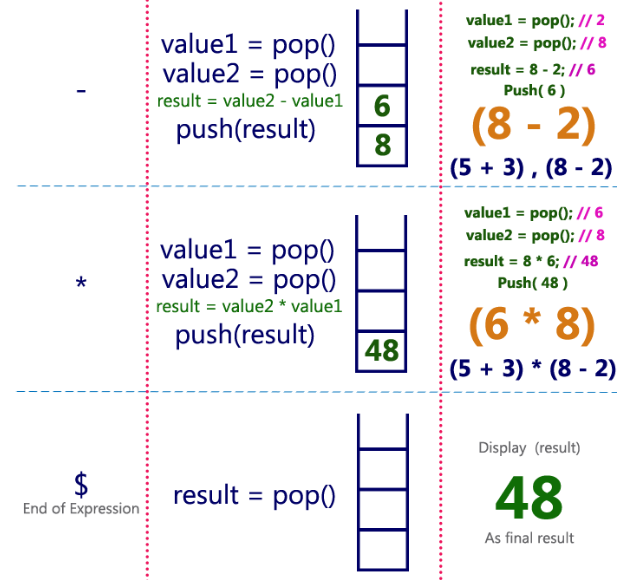 -
value1 = pop()
value2 = pop()
result = value2 - value1
push(result)
6
8
value1 = pop(); // 2
value2 = pop(); // 8
result = 8 - 2; // 6
Push( 6 )
(8 - 2)
(5 + 3) , (8 - 2)
*
value1 = pop()
value2 = pop()
result = value2 * value1
push(result)
48
value1 = pop(); // 6
value2 = pop(); // 8
result = 8 * 6; // 48
Push( 48 )
(6 * 8)
(5 + 3) * (8 - 2)
$
End of Expression
result = pop()
Display (result)
48
As final result